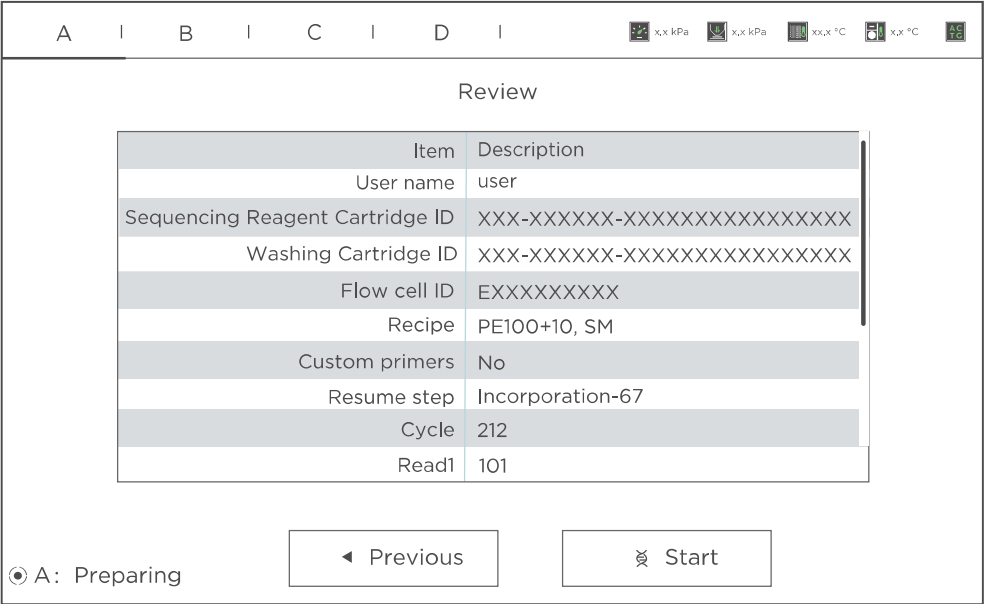 A | B | C | D | x.x kPa x.x kPa xx.x °C x.x °C AC TG
Review
Item Description
User name user
Sequencing Reagent Cartridge ID XXX-XXXXXX-XXXXXXXXXXXXXXXX
Washing Cartridge ID XXX-XXXXXX-XXXXXXXXXXXXXXXX
Flow cell ID EXXXXXXXXX
Recipe PE100+10, SM
Custom primers No
Resume step Incorporation-67
Cycle 212
Read1 101
Previous Start
A: Preparing